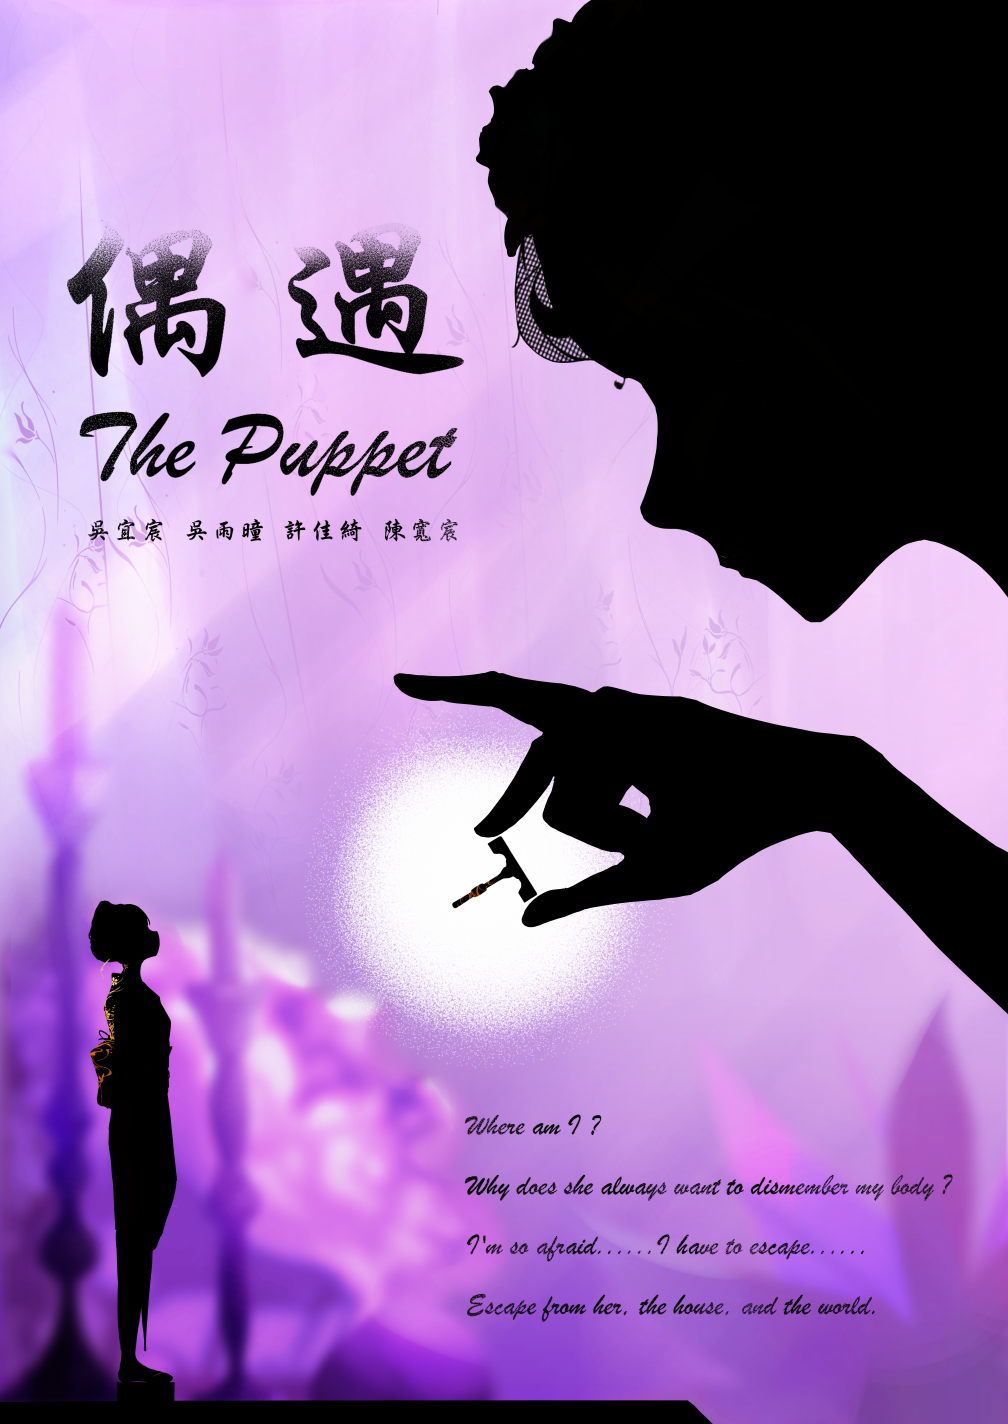 偶遇
The Puppet
吳宜宸 吳雨曈 許佳綺 陳寬宸
Where am I ?
Why does she always want to dismember my body ?
I'm so afraid......I have to escape......
Escape from her, the house, and the world.